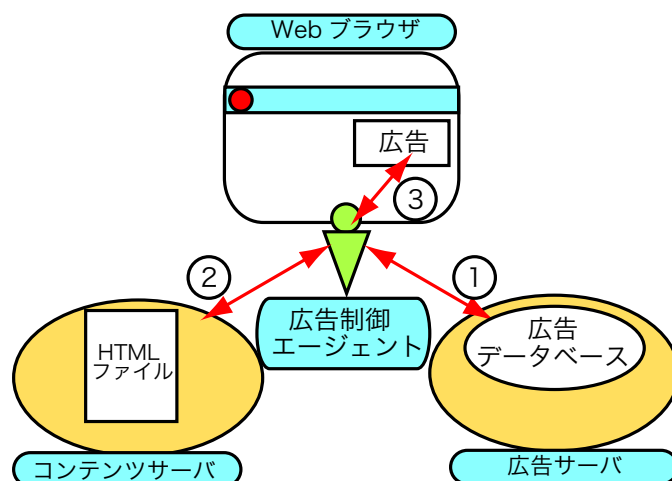 Web ブラウザ
広告
③
②
①
広告制御
エージェント
HTML
ファイル
広告
データベース
コンテンツサーバ
広告サーバ